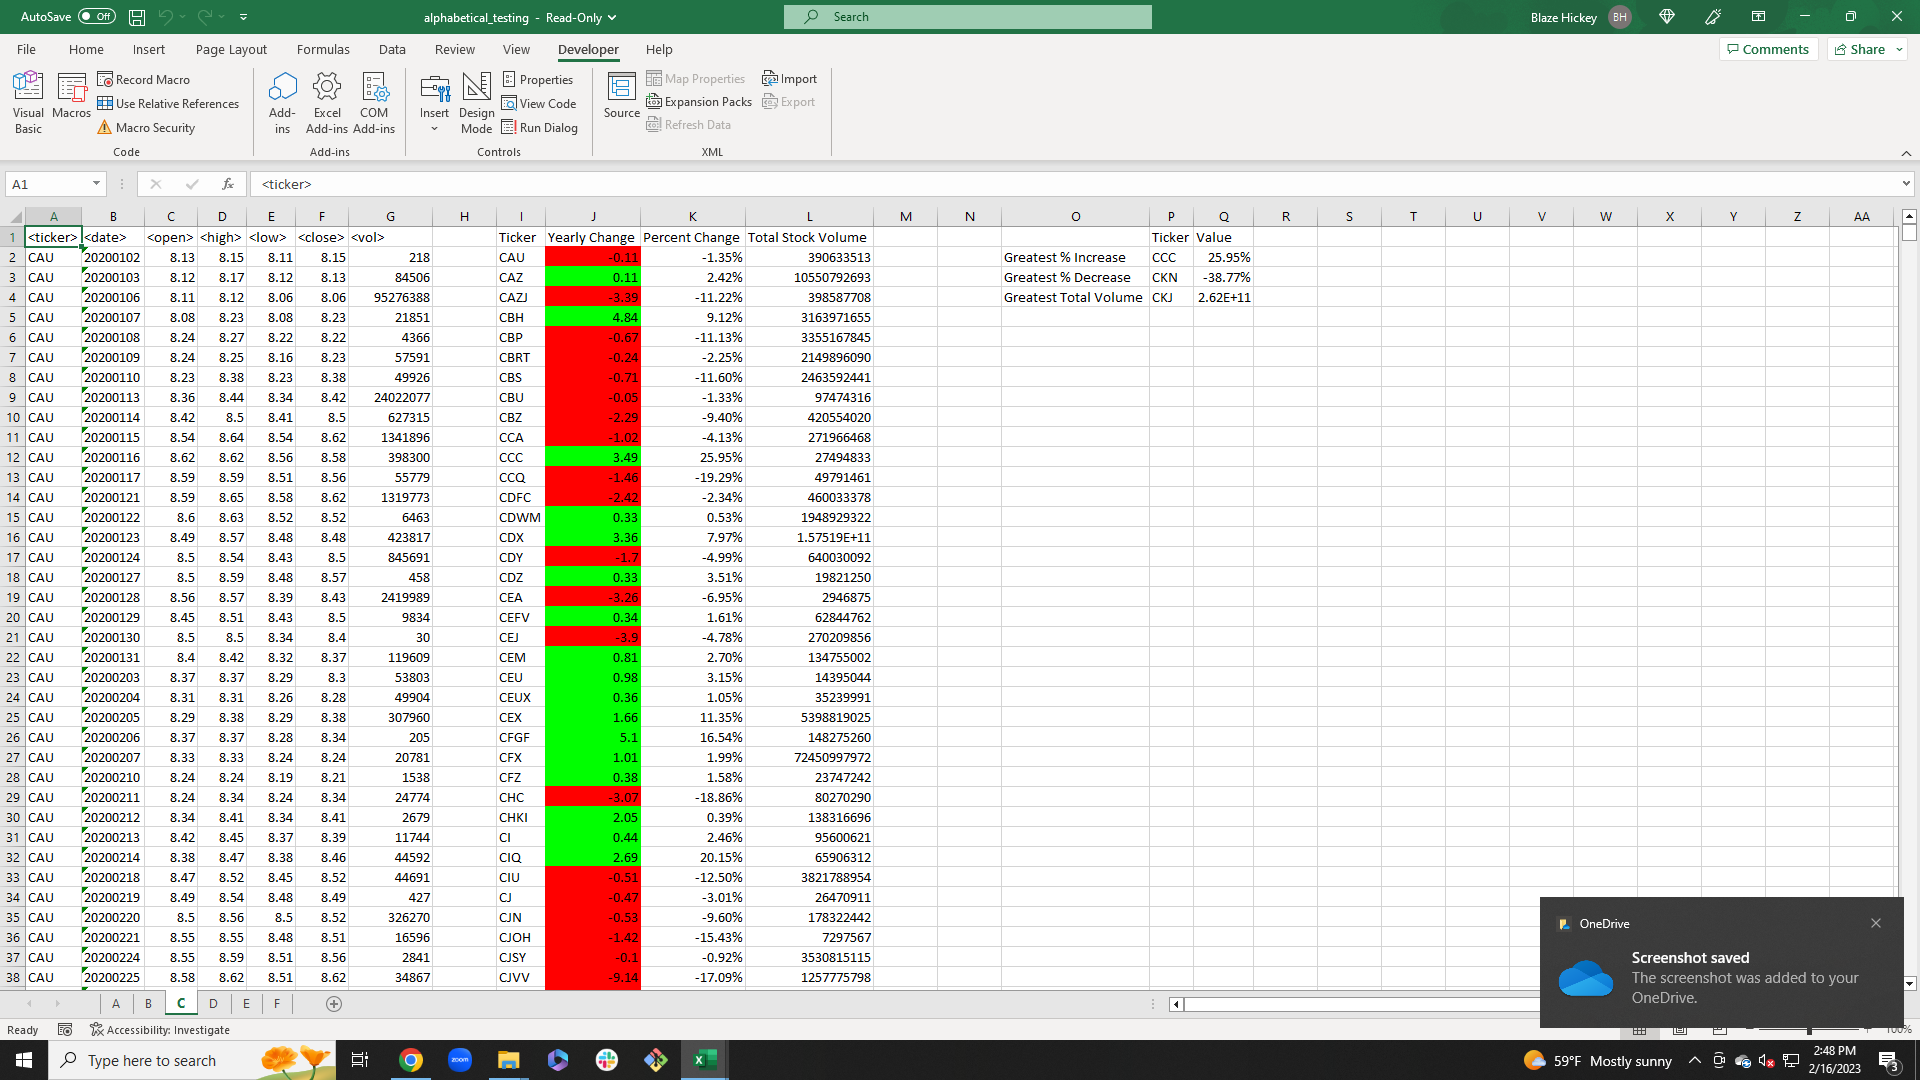 AutoSave Off alphabetical_testing - Read-Only Search Blaze Hickey BH
File Home Insert Page Layout Formulas Data Review View Developer Help Comments Share
Visual Basic
Macros
Record Macro
Use Relative References
Macro Security
Code
Add-ins
Excel Add-ins
COM Add-ins
Add-ins
Insert
Design Mode
Properties
View Code
Run Dialog
Controls
Source
Map Properties
Expansion Packs
Refresh Data
Import
Export
XML
A1 fx <ticker>
A B C D E F G H I J K L M N O P Q R S T U V W X Y Z AA
1 <ticker> <date> <open> <high> <low> <close> <vol> Ticker Yearly Change Percent Change Total Stock Volume Ticker Value
2 CAU 20200102 8.13 8.15 8.11 8.15 218 CAU -0.11 -1.35% 390633513 Greatest % Increase CCC 25.95%
3 CAU 20200103 8.12 8.17 8.12 8.13 84506 CAZ 0.11 2.42% 10550792693 Greatest % Decrease CKN -38.77%
4 CAU 20200106 8.11 8.12 8.06 8.06 95276388 CAZJ -3.39 -11.22% 398587708 Greatest Total Volume CKJ 2.62E+11
5 CAU 20200107 8.08 8.23 8.08 8.23 21851 CBH 4.84 9.12% 3163971655
6 CAU 20200108 8.24 8.27 8.22 8.22 4366 CBP -0.67 -11.13% 3355167845
7 CAU 20200109 8.24 8.25 8.16 8.23 57591 CBRT -0.24 -2.25% 2149896090
8 CAU 20200110 8.23 8.38 8.23 8.38 49926 CBS -0.71 -11.60% 2463592441
9 CAU 20200113 8.36 8.44 8.34 8.42 24022077 CBU -0.05 -1.33% 97474316
10 CAU 20200114 8.42 8.5 8.41 8.5 627315 CBZ -2.29 -9.40% 420554020
11 CAU 20200115 8.54 8.64 8.54 8.62 1341896 CCA -1.02 -4.13% 271966468
12 CAU 20200116 8.62 8.62 8.56 8.58 398300 CCC 3.49 25.95% 27494833
13 CAU 20200117 8.59 8.59 8.51 8.56 55779 CCQ -1.46 -19.29% 49791461
14 CAU 20200121 8.59 8.65 8.58 8.62 1319773 CDFC -2.42 -2.34% 460033378
15 CAU 20200122 8.6 8.63 8.52 8.52 6463 CDWM 0.33 0.53% 1948929322
16 CAU 20200123 8.49 8.57 8.48 8.48 423817 CDX 3.36 7.97% 1.57519E+11
17 CAU 20200124 8.5 8.54 8.43 8.5 845691 CDY -1.7 -4.99% 640030092
18 CAU 20200127 8.5 8.59 8.48 8.57 458 CDZ 0.33 3.51% 19821250
19 CAU 20200128 8.56 8.57 8.39 8.43 2419989 CEA -3.26 -6.95% 2946875
20 CAU 20200129 8.45 8.51 8.43 8.5 9834 CEFV 0.34 1.61% 62844762
21 CAU 20200130 8.5 8.5 8.34 8.4 30 CEJ -3.9 -4.78% 270209856
22 CAU 20200131 8.4 8.42 8.32 8.37 119609 CEM 0.81 2.70% 134755002
23 CAU 20200203 8.37 8.37 8.29 8.3 53803 CEU 0.98 3.15% 14395044
24 CAU 20200204 8.31 8.31 8.26 8.28 49904 CEUX 0.36 1.05% 35239991
25 CAU 20200205 8.29 8.38 8.29 8.38 307960 CEX 1.66 11.35% 5398819025
26 CAU 20200206 8.37 8.37 8.28 8.34 205 CFGF 5.1 16.54% 148275260
27 CAU 20200207 8.33 8.33 8.24 8.24 20781 CFX 1.01 1.99% 72450997972
28 CAU 20200210 8.24 8.24 8.19 8.21 1538 CFZ 0.38 1.58% 23747242
29 CAU 20200211 8.24 8.34 8.24 8.34 24774 CHC -3.07 -18.86% 80270290
30 CAU 20200212 8.34 8.41 8.34 8.41 2679 CHKI 2.05 0.39% 138316696
31 CAU 20200213 8.42 8.45 8.37 8.39 11744 CI 0.44 2.46% 95600621
32 CAU 20200214 8.38 8.47 8.38 8.46 44592 CIQ 2.69 20.15% 65906312
33 CAU 20200218 8.47 8.52 8.45 8.52 44691 CIU -0.51 -12.50% 3821788954
34 CAU 20200219 8.49 8.54 8.48 8.49 427 CJ -0.47 -3.01% 26470911
35 CAU 20200220 8.5 8.56 8.5 8.52 326270 CJN -0.53 -9.60% 178322442
36 CAU 20200221 8.55 8.55 8.48 8.51 16596 CJOH -1.42 -15.43% 7297567
37 CAU 20200224 8.55 8.59 8.51 8.56 2841 CJSY -0.1 -0.92% 3530815115
38 CAU 20200225 8.58 8.62 8.51 8.62 34867 CJVV -9.14 -17.09% 1257775798
OneDrive
Screenshot saved
The screenshot was added to your
OneDrive.
A B C D E F
Ready Accessibility: Investigate 100%
Type here to search zoom 59°F Mostly sunny 2:48 PM
2/16/2023 3